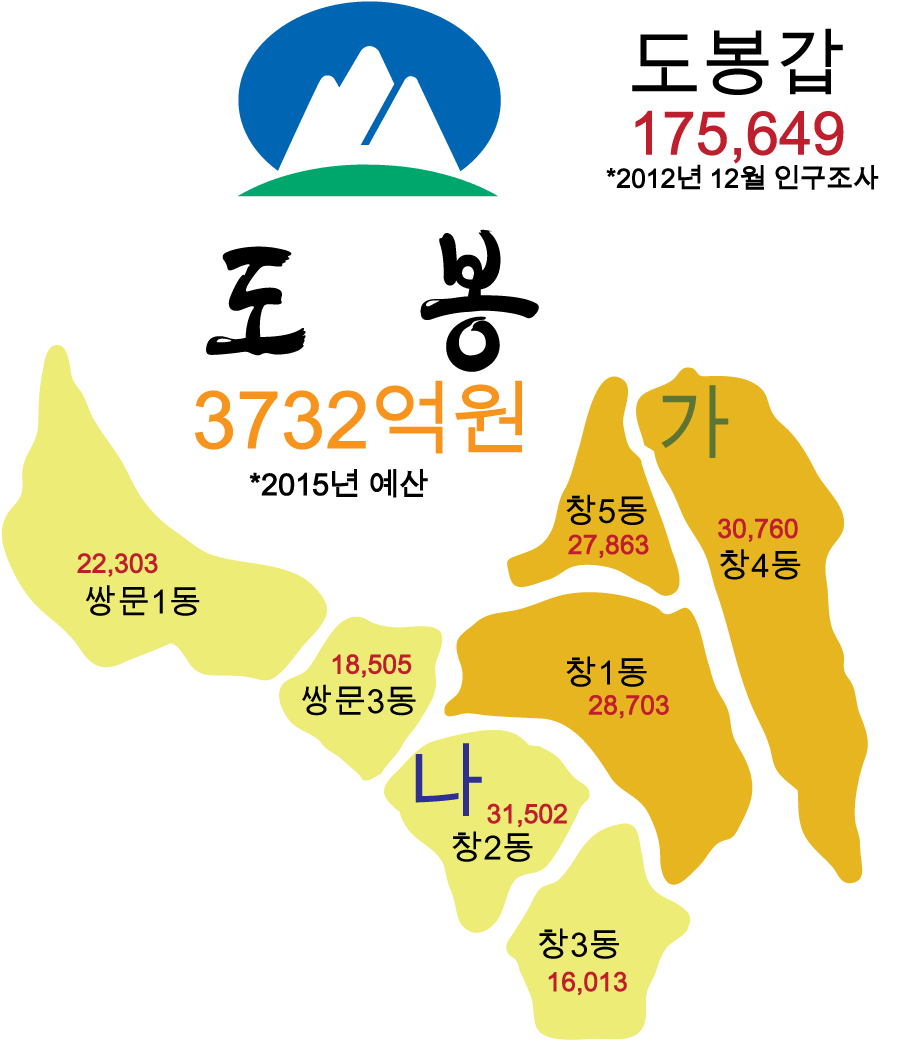 도봉갑
175,649
*2012년 12월 인구조사
도 봉
3732억원
*2015년 예산
가
창5동
27,863
30,760
창4동
22,303
쌍문1동
18,505
쌍문3동
창1동
28,703
나
31,502
창2동
창3동
16,013